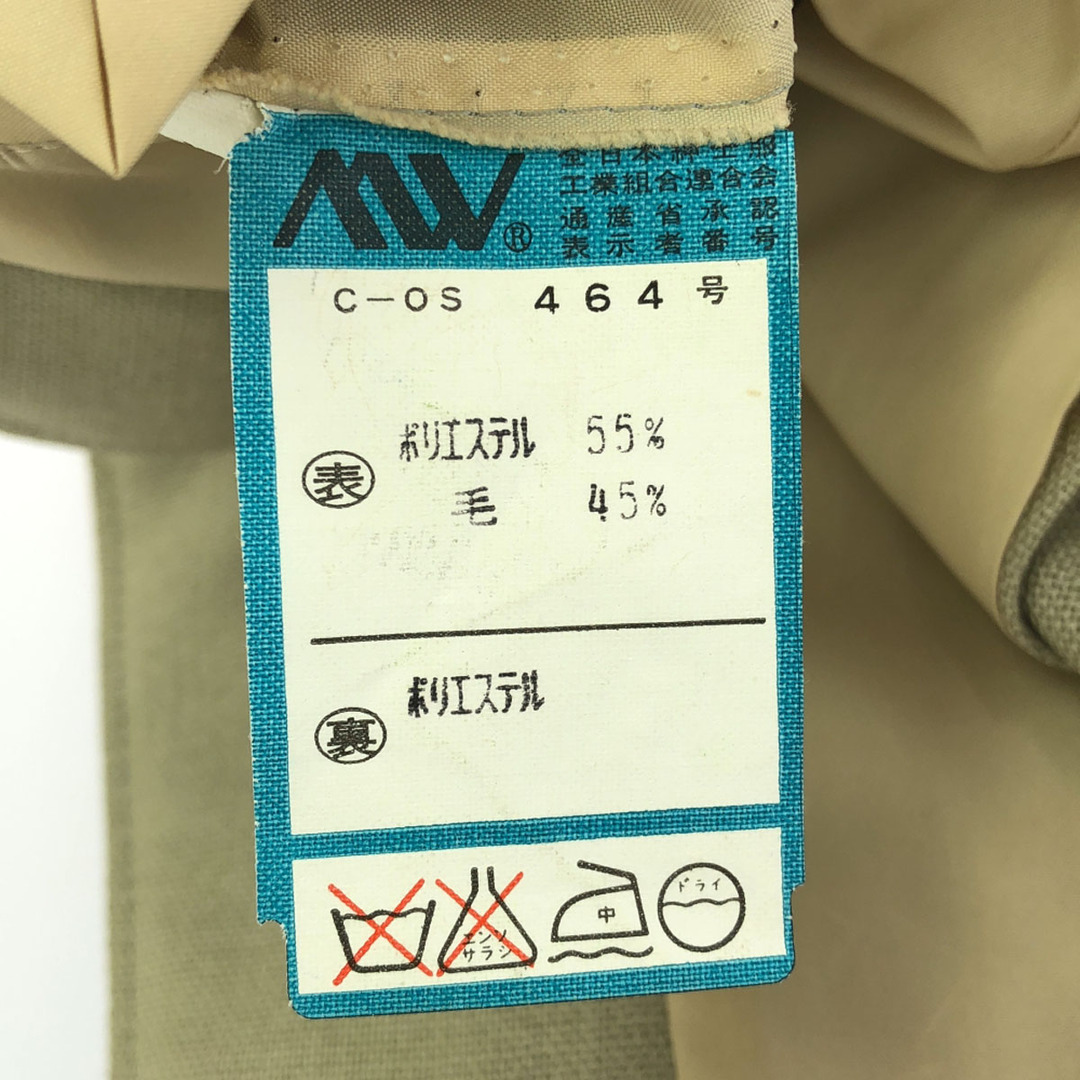 MW®
全日本紳士服
工業組合連合会
通産省承認
表示者番号
C-OS 464号
表
ポリエステル 55%
毛 45%
裏
ポリエステル
エンソ
サラシ
中
ドライ